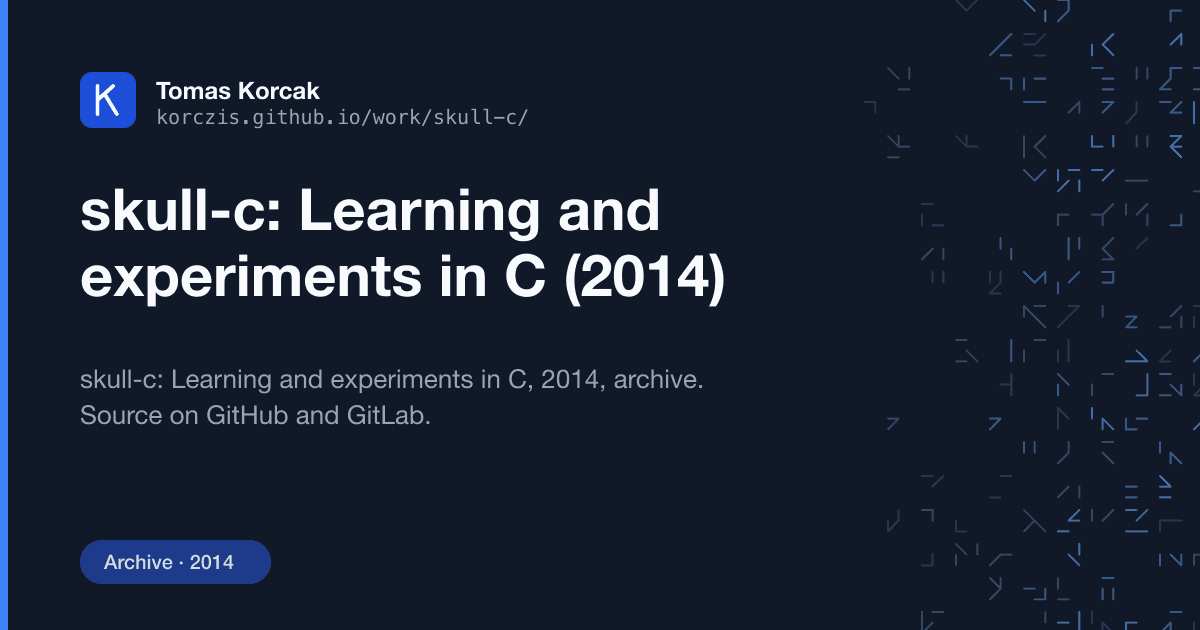 K
Tomas Korcak
korczis.github.io/work/skull-c/
skull-c: Learning and
experiments in C (2014)
skull-c: Learning and experiments in C, 2014, archive.
Source on GitHub and GitLab.
Archive · 2014